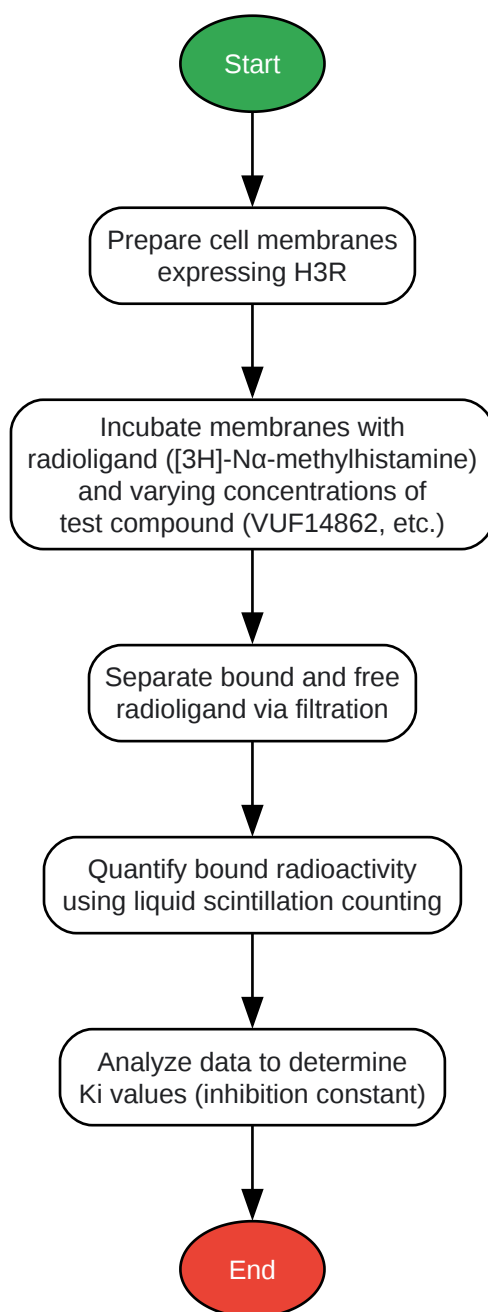 Start
Prepare cell membranes
expressing H3R
Incubate membranes with
radioligand ([3H]-Nα-methylhistamine)
and varying concentrations of
test compound (VUF14862, etc.)
Separate bound and free
radioligand via filtration
Quantify bound radioactivity
using liquid scintillation counting
Analyze data to determine
Ki values (inhibition constant)
End